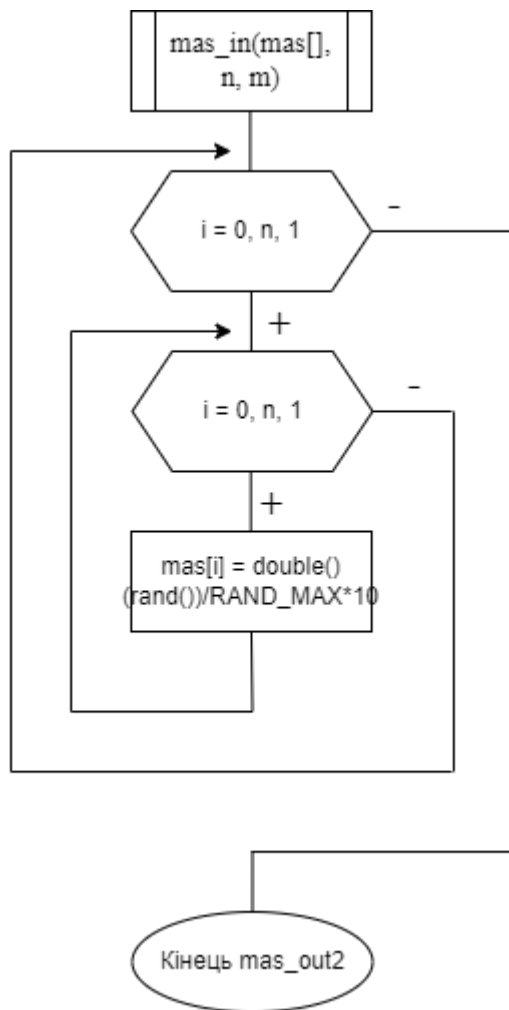 mas_in(mas[],
n, m)
-
i = 0, n, 1
+
-
i = 0, n, 1
+
mas[i] = double()
(rand())/RAND_MAX*10
Кінець mas_out2